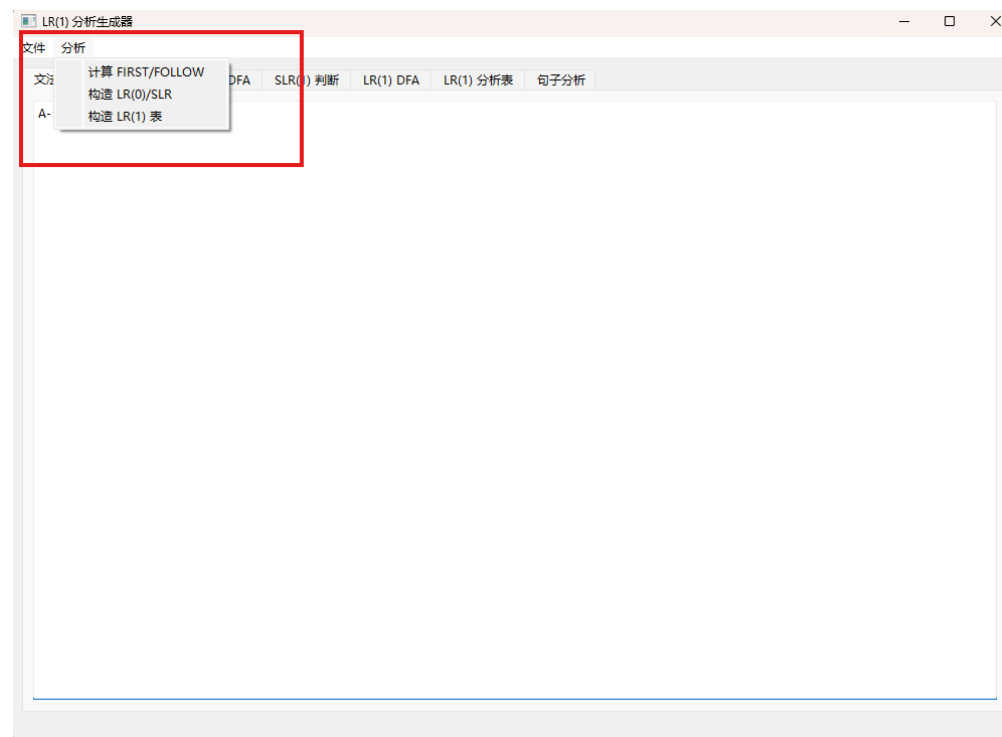 LR(1) 分析生成器
文件 分析
文法 DFA SLR(1) 判断 LR(1) DFA LR(1) 分析表 句子分析
计算 FIRST/FOLLOW
构造 LR(0)/SLR
构造 LR(1) 表
A-